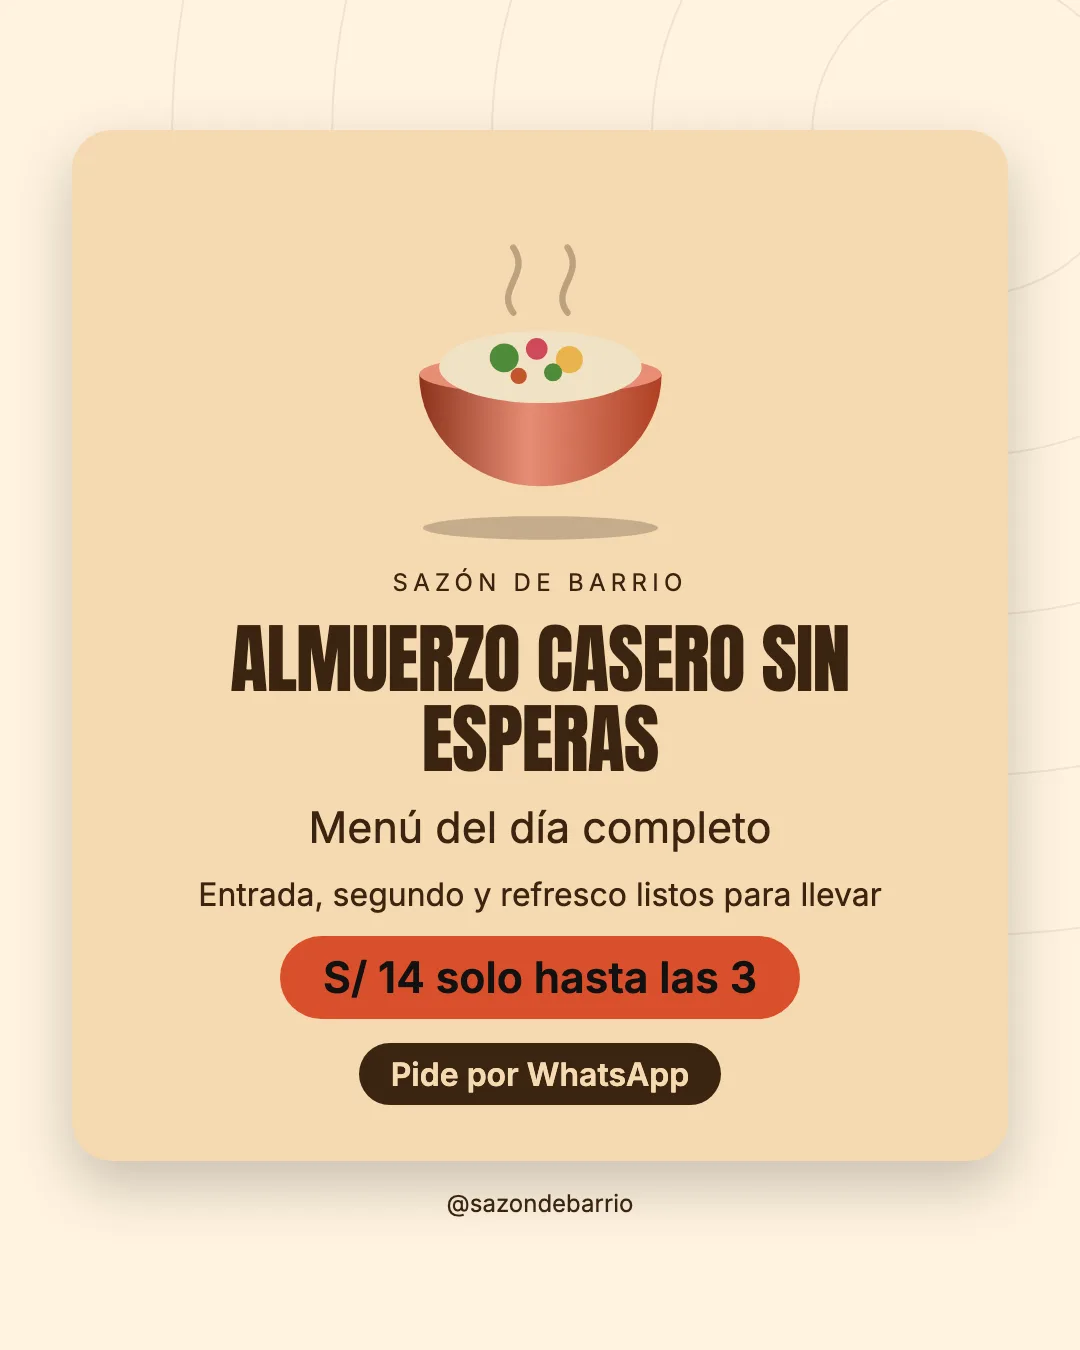 SAZÓN DE BARRIO
ALMUERZO CASERO SIN
ESPERAS
Menú del día completo
Entrada, segundo y refresco listos para llevar
S/ 14 solo hasta las 3
Pide por WhatsApp
@sazondebarrio